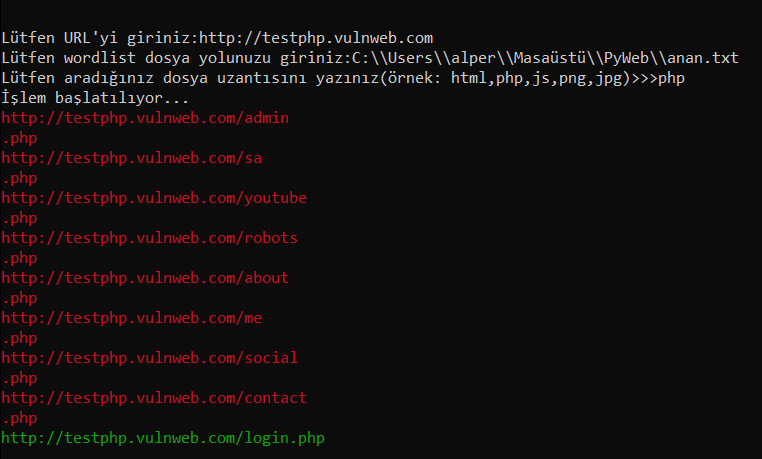 Lütfen URL'yi giriniz:http://testphp.vulnweb.com
Lütfen wordlist dosya yolunuzu giriniz:C:\\Users\\alper\\Masaüstü\\PyWeb\\anan.txt
Lütfen aradığınız dosya uzantısını yazınız(örnek: html,php,js,png,jpg)>>>php
İşlem başlatılıyor...
http://testphp.vulnweb.com/admin
.php
http://testphp.vulnweb.com/sa
.php
http://testphp.vulnweb.com/youtube
.php
http://testphp.vulnweb.com/robots
.php
http://testphp.vulnweb.com/about
.php
http://testphp.vulnweb.com/me
.php
http://testphp.vulnweb.com/social
.php
http://testphp.vulnweb.com/contact
.php
http://testphp.vulnweb.com/login.php